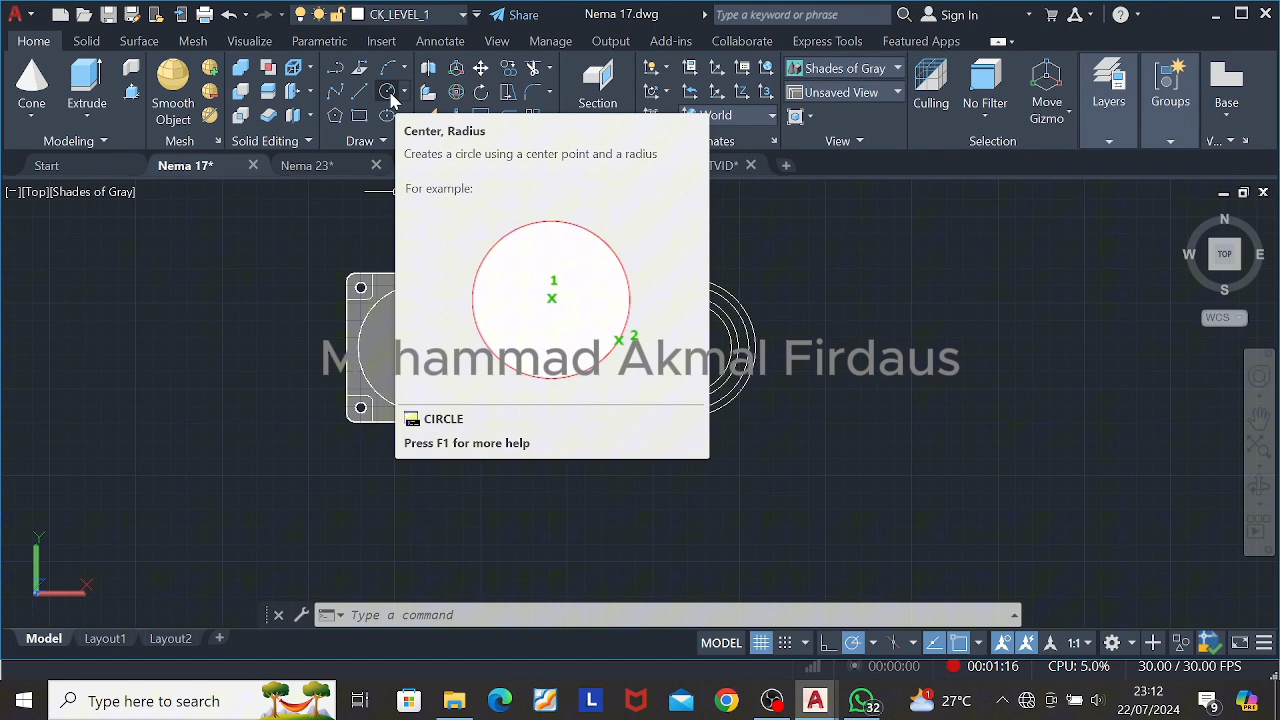 CK_LEVEL_1
Share
Nema 17.dwg
Type a keyword or phrase
Sign In
Home
Solid
Surface
Mesh
Visualize
Parametric
Insert
Annotate
View
Manage
Output
Add-ins
Collaborate
Express Tools
Featured Apps
Cone
Extrude
Smooth
Object
Section
Shades of Gray
Unsaved View
World
Culling
No Filter
Move
Gizmo
Layers
Groups
Modeling
Solid Editing
Draw
View
V...
Start
Nema 17*
Nema 23*
[−][Top][Shades of Gray]
Center, Radius
Creates a circle using a center point and a radius
For example:
1
2
CIRCLE
Press F1 for more help
N
W
TOP
E
S
WCS
Mohammad Akmal Firdaus
Y
X
Type a command
Model
Layout1
Layout2
MODEL
1:1
00:00:00
00:01:16
CPU: 5.0%
30.00 / 30.00 FPS
Type here to search
32
1
27°C
23:12
22/07/2024
9